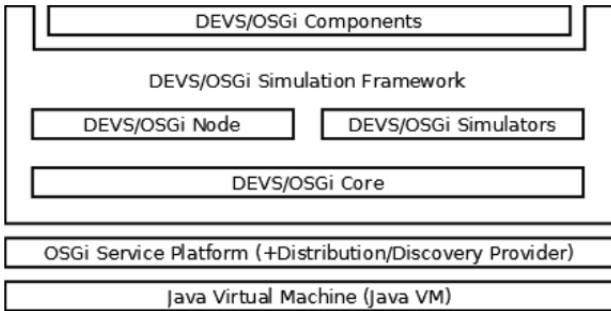 DEVS/OSGi Components
DEVS/OSGi Simulation Framework
DEVS/OSGi Node
DEVS/OSGi Simulators
DEVS/OSGi Core
OSGi Service Platform (+Distribution/Discovery Provider)
Java Virtual Machine (Java VM)